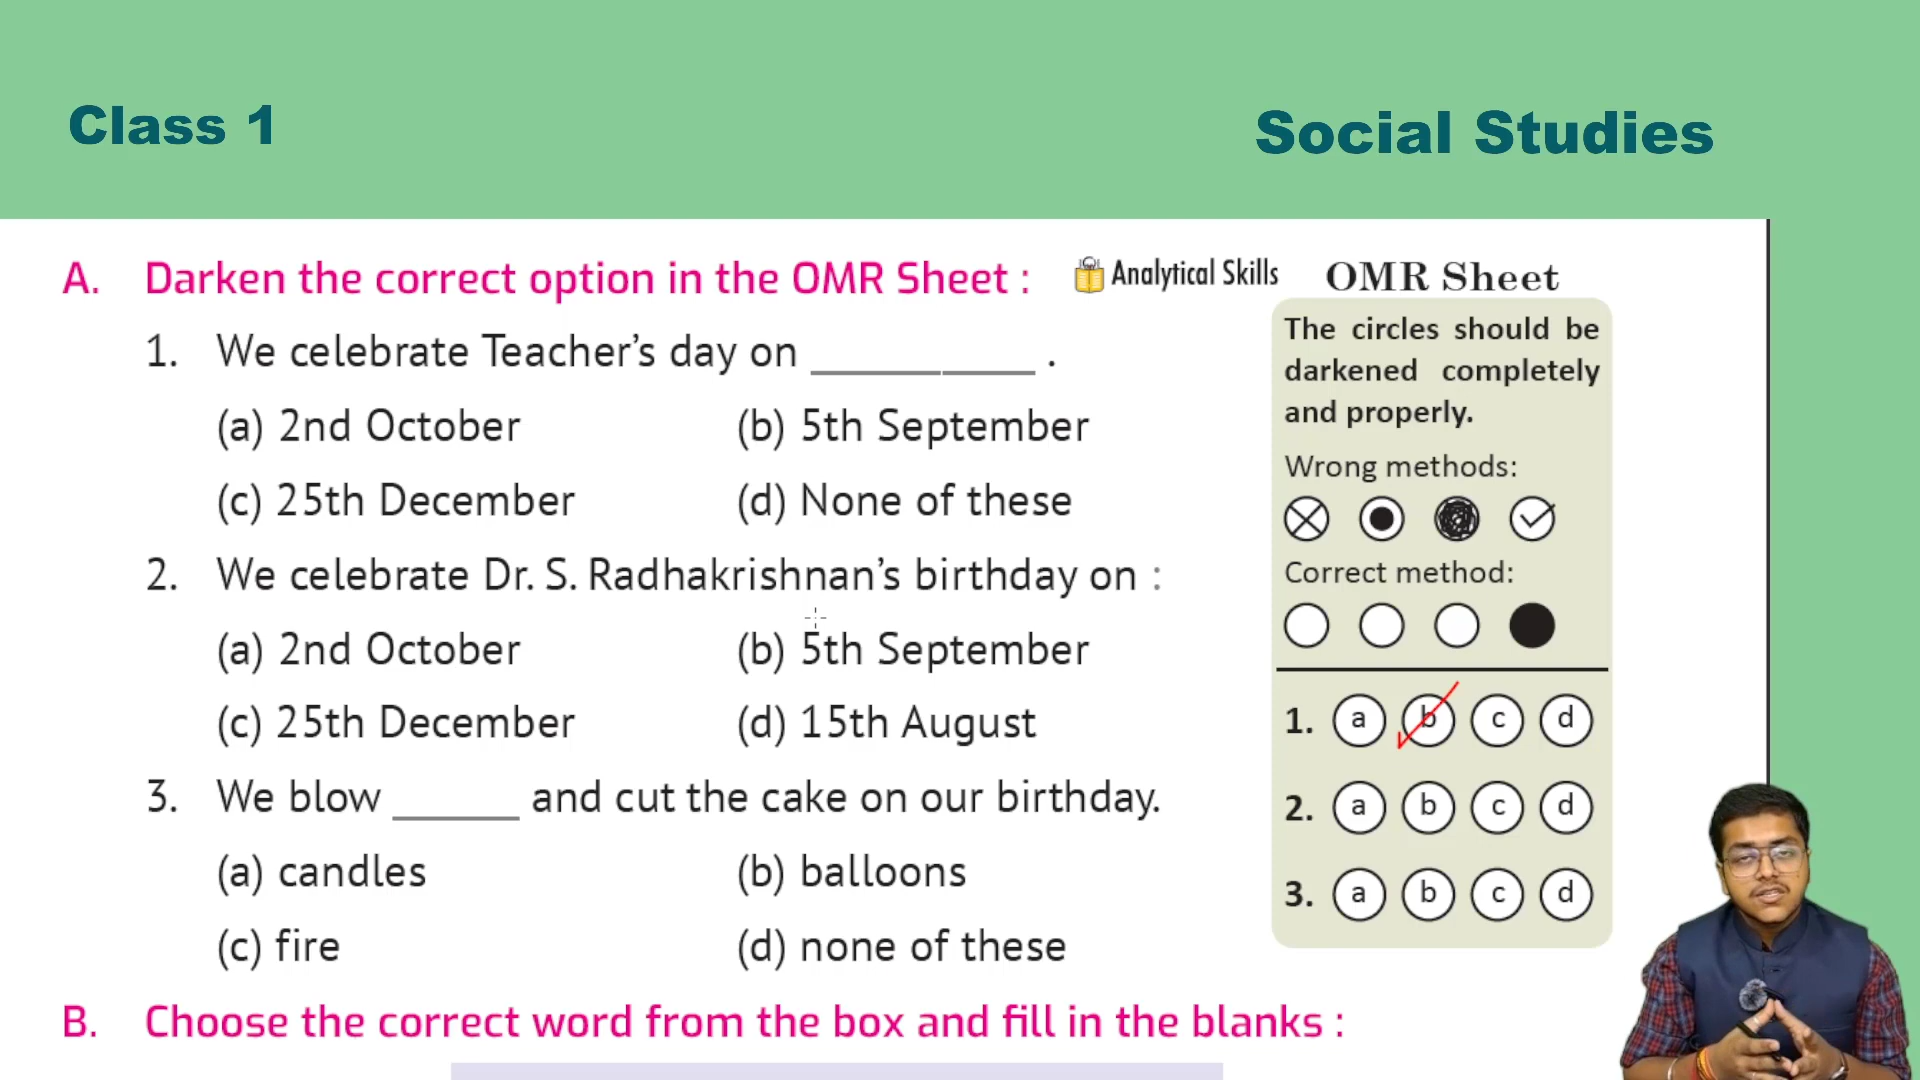 Class 1
Social Studies
A. Darken the correct option in the OMR Sheet :
Analytical Skills
1. We celebrate Teacher's day on ____________ .
(a) 2nd October (b) 5th September
(c) 25th December (d) None of these
2. We celebrate Dr. S. Radhakrishnan's birthday on :
(a) 2nd October (b) 5th September
(c) 25th December (d) 15th August
3. We blow _______ and cut the cake on our birthday.
(a) candles (b) balloons
(c) fire (d) none of these
B. Choose the correct word from the box and fill in the blanks :
OMR Sheet
The circles should be
darkened completely
and properly.
Wrong methods:
Correct method:
1. a b c d
2. a b c d
3. a b c d